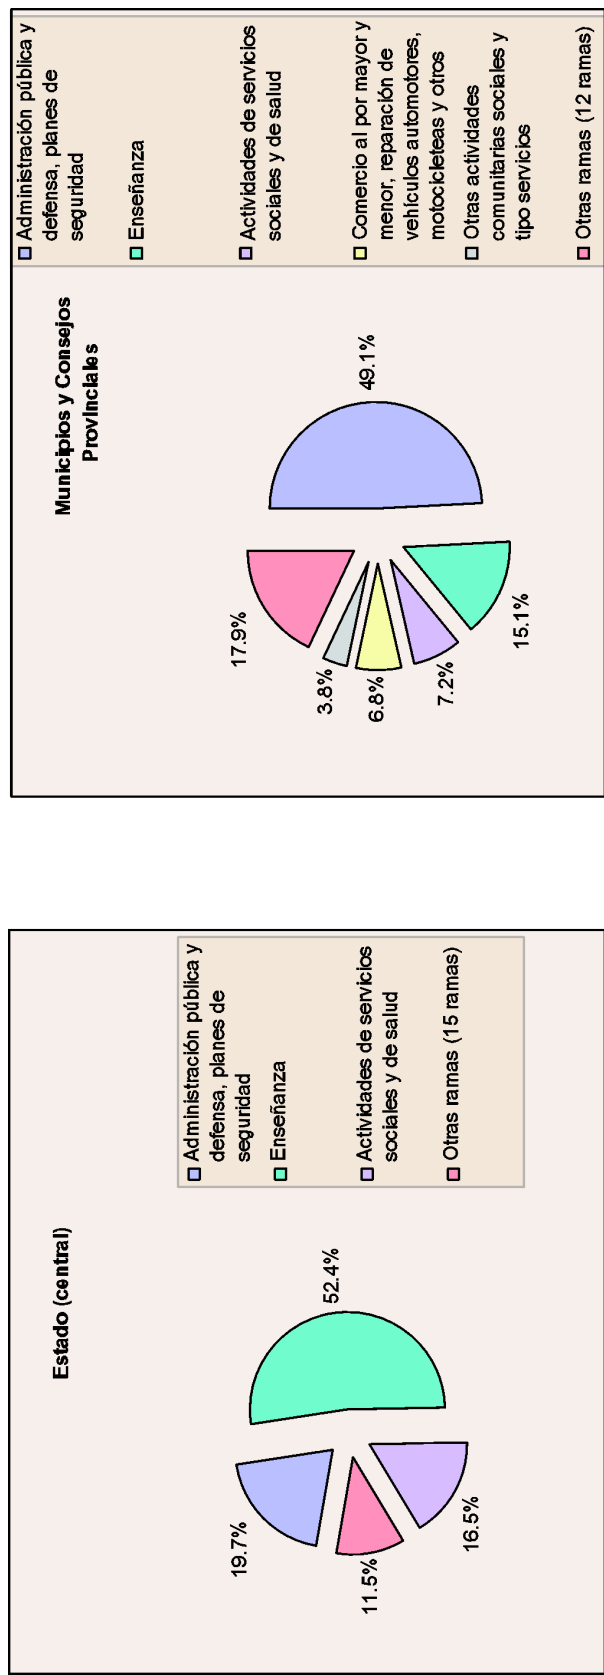 Estado (central)
52.4%
19.7%
11.5%
16.5%
Administración pública y
defensa, planes de
seguridad
Enseñanza
Actividades de servicios
sociales y de salud
Otras ramas (15 ramas)
Municipios y Consejos
Provinciales
49.1%
17.9%
3.8%
6.8%
7.2%
15.1%
Administración pública y
defensa, planes de
seguridad
Enseñanza
Actividades de servicios
sociales y de salud
Comercio al por mayor y
menor, reparación de
vehículos automotores,
motocicleteas y otros
Otras actividades
comunitarias sociales y
tipo servicios
Otras ramas (12 ramas)